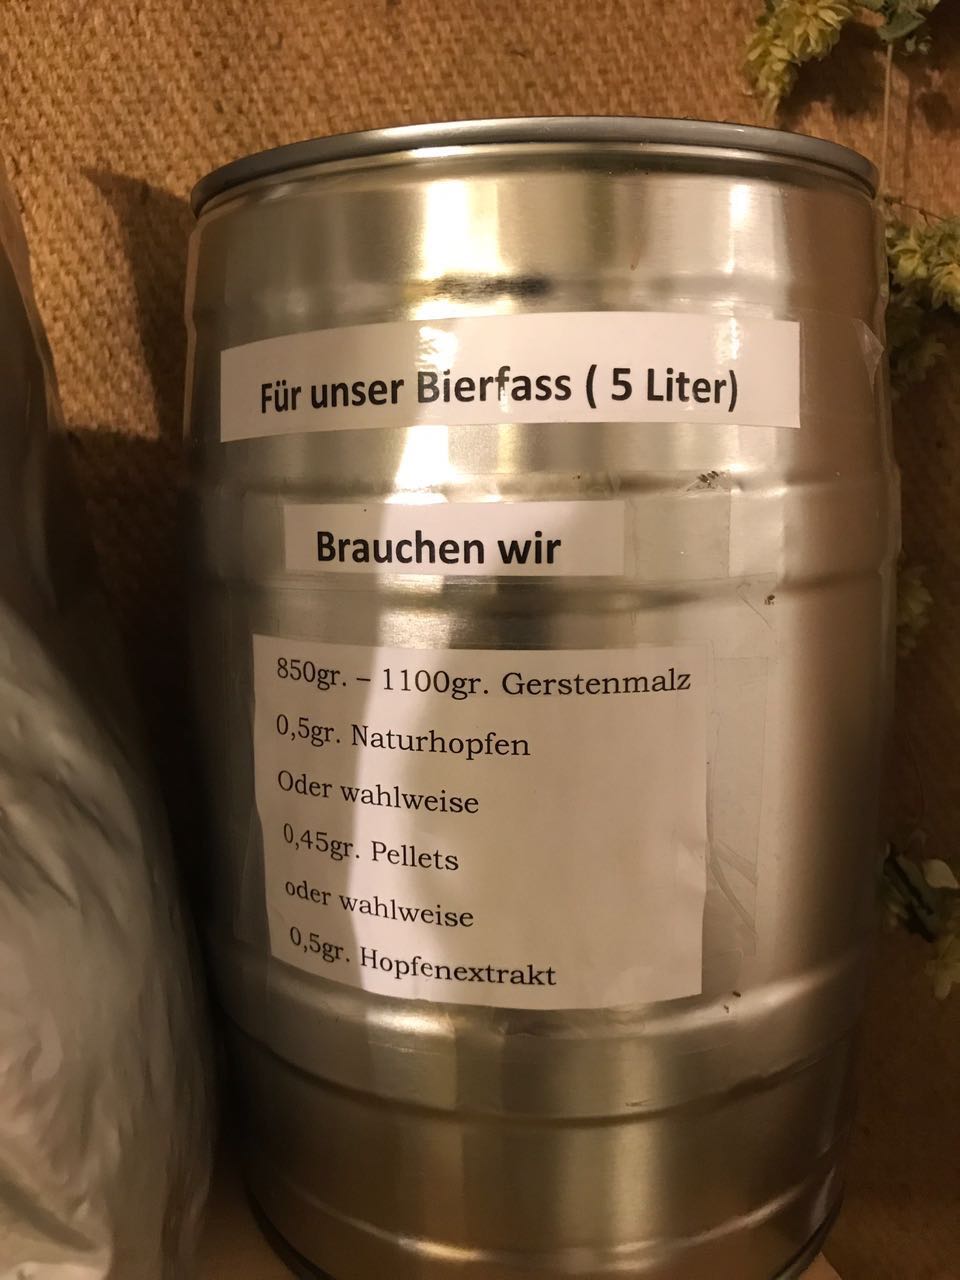 Für unser Bierfass ( 5 Liter)
Brauchen wir
850gr. – 1100gr. Gerstenmalz
0,5gr. Naturhopfen
Oder wahlweise
0,45gr. Pellets
oder wahlweise
0,5gr. Hopfenextrakt